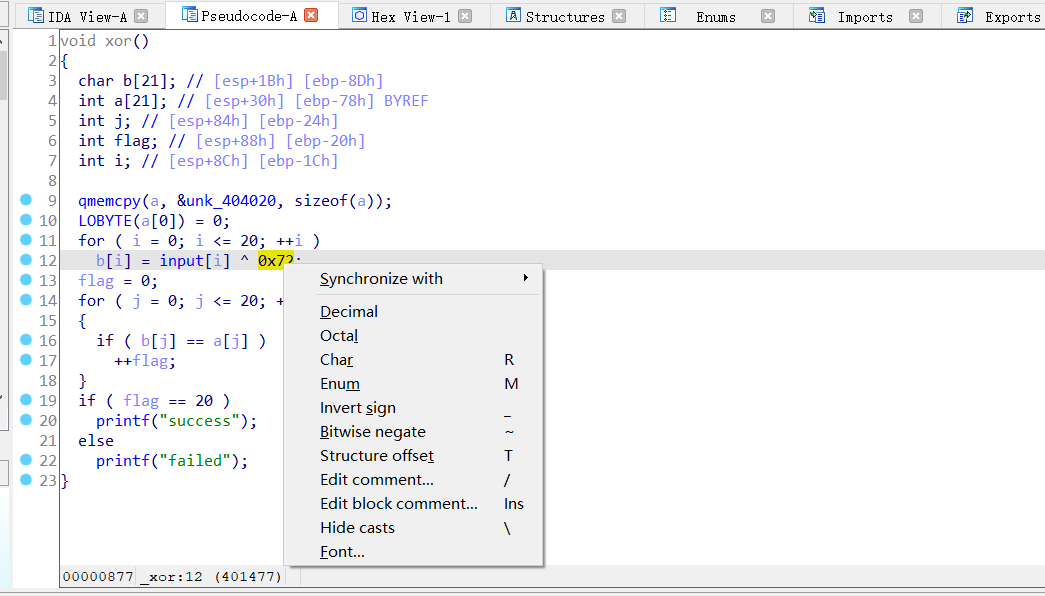 IDA View-A Pseudocode-A Hex View-1 Structures Enums Imports Exports
1 void xor()
2 {
3 char b[21]; // [esp+1Bh] [ebp-8Dh]
4 int a[21]; // [esp+30h] [ebp-78h] BYREF
5 int j; // [esp+84h] [ebp-24h]
6 int flag; // [esp+88h] [ebp-20h]
7 int i; // [esp+8Ch] [ebp-1Ch]
8
9 qmemcpy(a, &unk_404020, sizeof(a));
10 LOBYTE(a[0]) = 0;
11 for ( i = 0; i <= 20; ++i )
12 b[i] = input[i] ^ 0x72;
13 flag = 0;
14 for ( j = 0; j <= 20; +
15 {
16 if ( b[j] == a[j] )
17 ++flag;
18 }
19 if ( flag == 20 )
20 printf("success");
21 else
22 printf("failed");
23 }
Synchronize with
Decimal
Octal
Char R
Enum M
Invert sign _
Bitwise negate ~
Structure offset T
Edit comment... /
Edit block comment... Ins
Hide casts \
Font...
00000877 _xor:12 (401477)